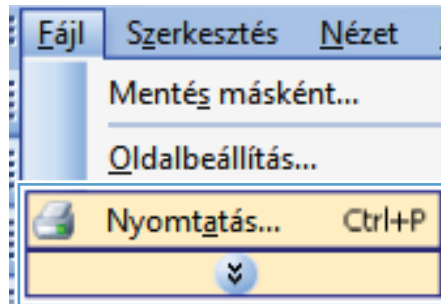 Fájl Szerkesztés Nézet
Mentés másként...
Oldalbeállítás...
Nyomtatás... Ctrl+P